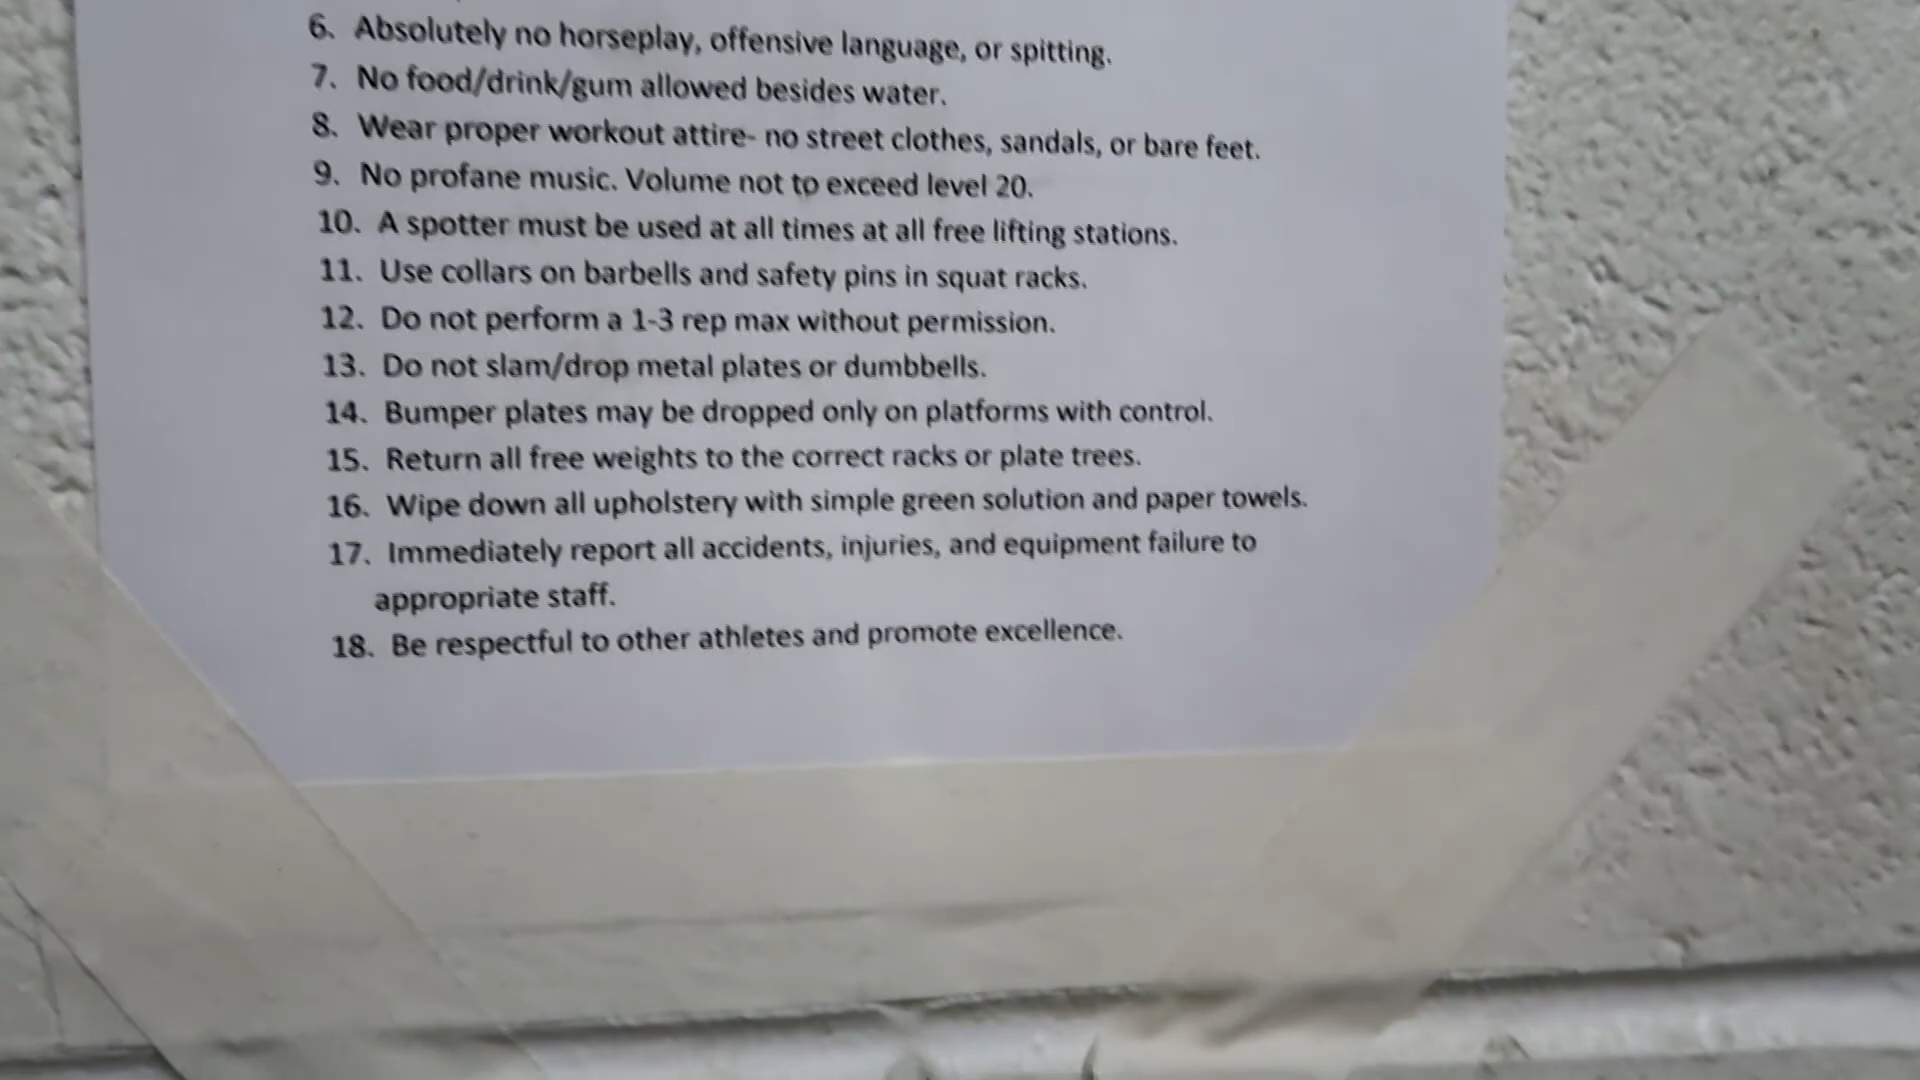 6. Absolutely no horseplay, offensive language, or spitting.
7. No food/drink/gum allowed besides water.
8. Wear proper workout attire- no street clothes, sandals, or bare feet.
9. No profane music. Volume not to exceed level 20.
10. A spotter must be used at all times at all free lifting stations.
11. Use collars on barbells and safety pins in squat racks.
12. Do not perform a 1-3 rep max without permission.
13. Do not slam/drop metal plates or dumbbells.
14. Bumper plates may be dropped only on platforms with control.
15. Return all free weights to the correct racks or plate trees.
16. Wipe down all upholstery with simple green solution and paper towels.
17. Immediately report all accidents, injuries, and equipment failure to
appropriate staff.
18. Be respectful to other athletes and promote excellence.